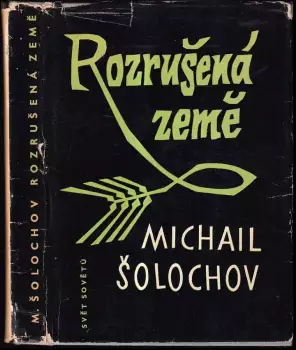 M. ŠOLOCHOV ROZRUŠENÁ ZEMĚ
Rozrušená
země
MICHAIL
ŠOLOCHOV
SVĚT SOVĚTŮ